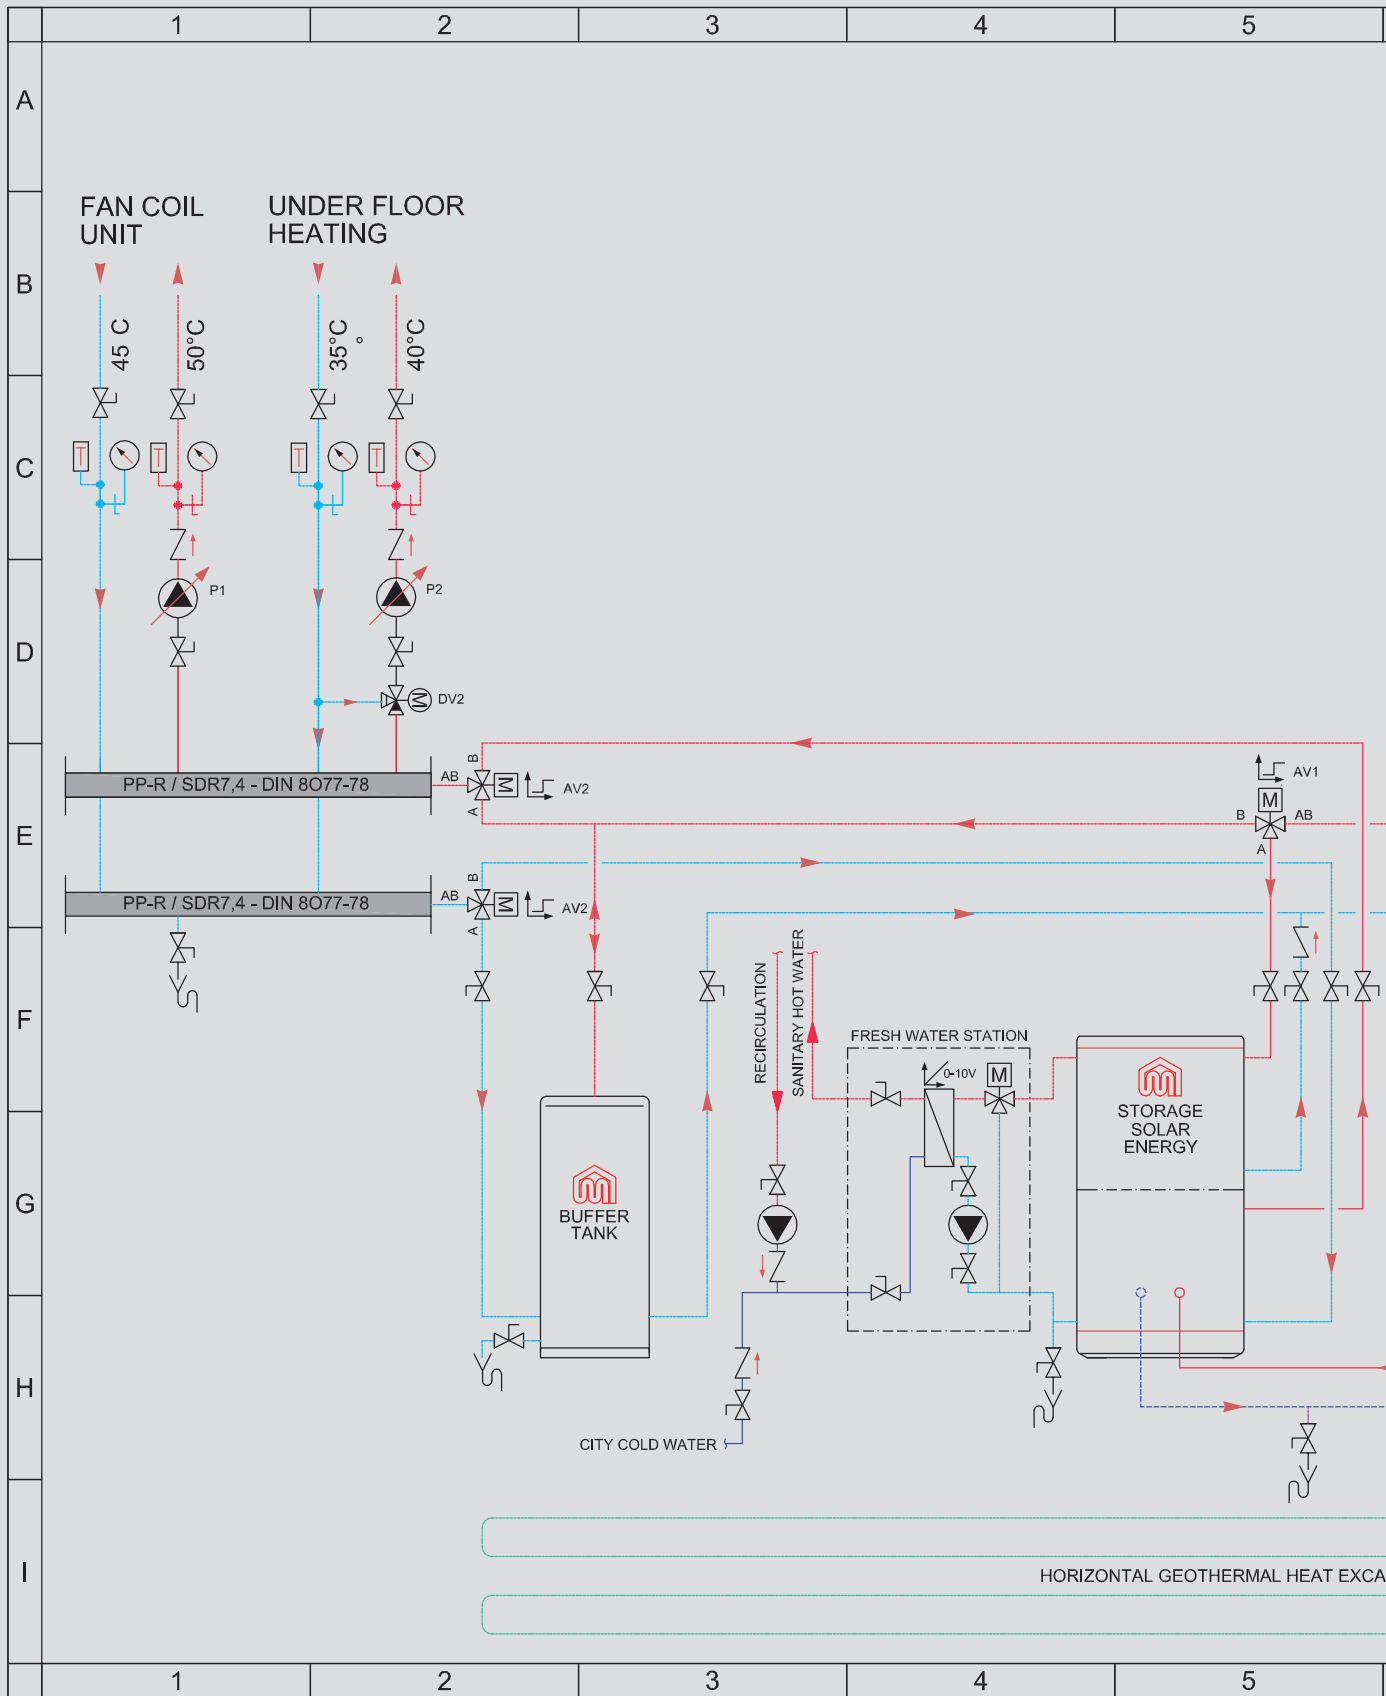 1 2 3 4 5
A
B
C
D
E
F
G
H
I
FAN COIL
UNIT
UNDER FLOOR
HEATING
45 C
50°C
35°C
°
40°C
T
T
T
T
P1
P2
M
DV2
PP-R / SDR7,4 - DIN 8O77-78
AB
B
A
M
AV2
AV1
M
B
AB
A
PP-R / SDR7,4 - DIN 8O77-78
AB
B
A
M
AV2
RECIRCULATION
SANITARY HOT WATER
FRESH WATER STATION
0-10V
M
STORAGE
SOLAR
ENERGY
BUFFER
TANK
CITY COLD WATER
HORIZONTAL GEOTHERMAL HEAT EXCA
1 2 3 4 5